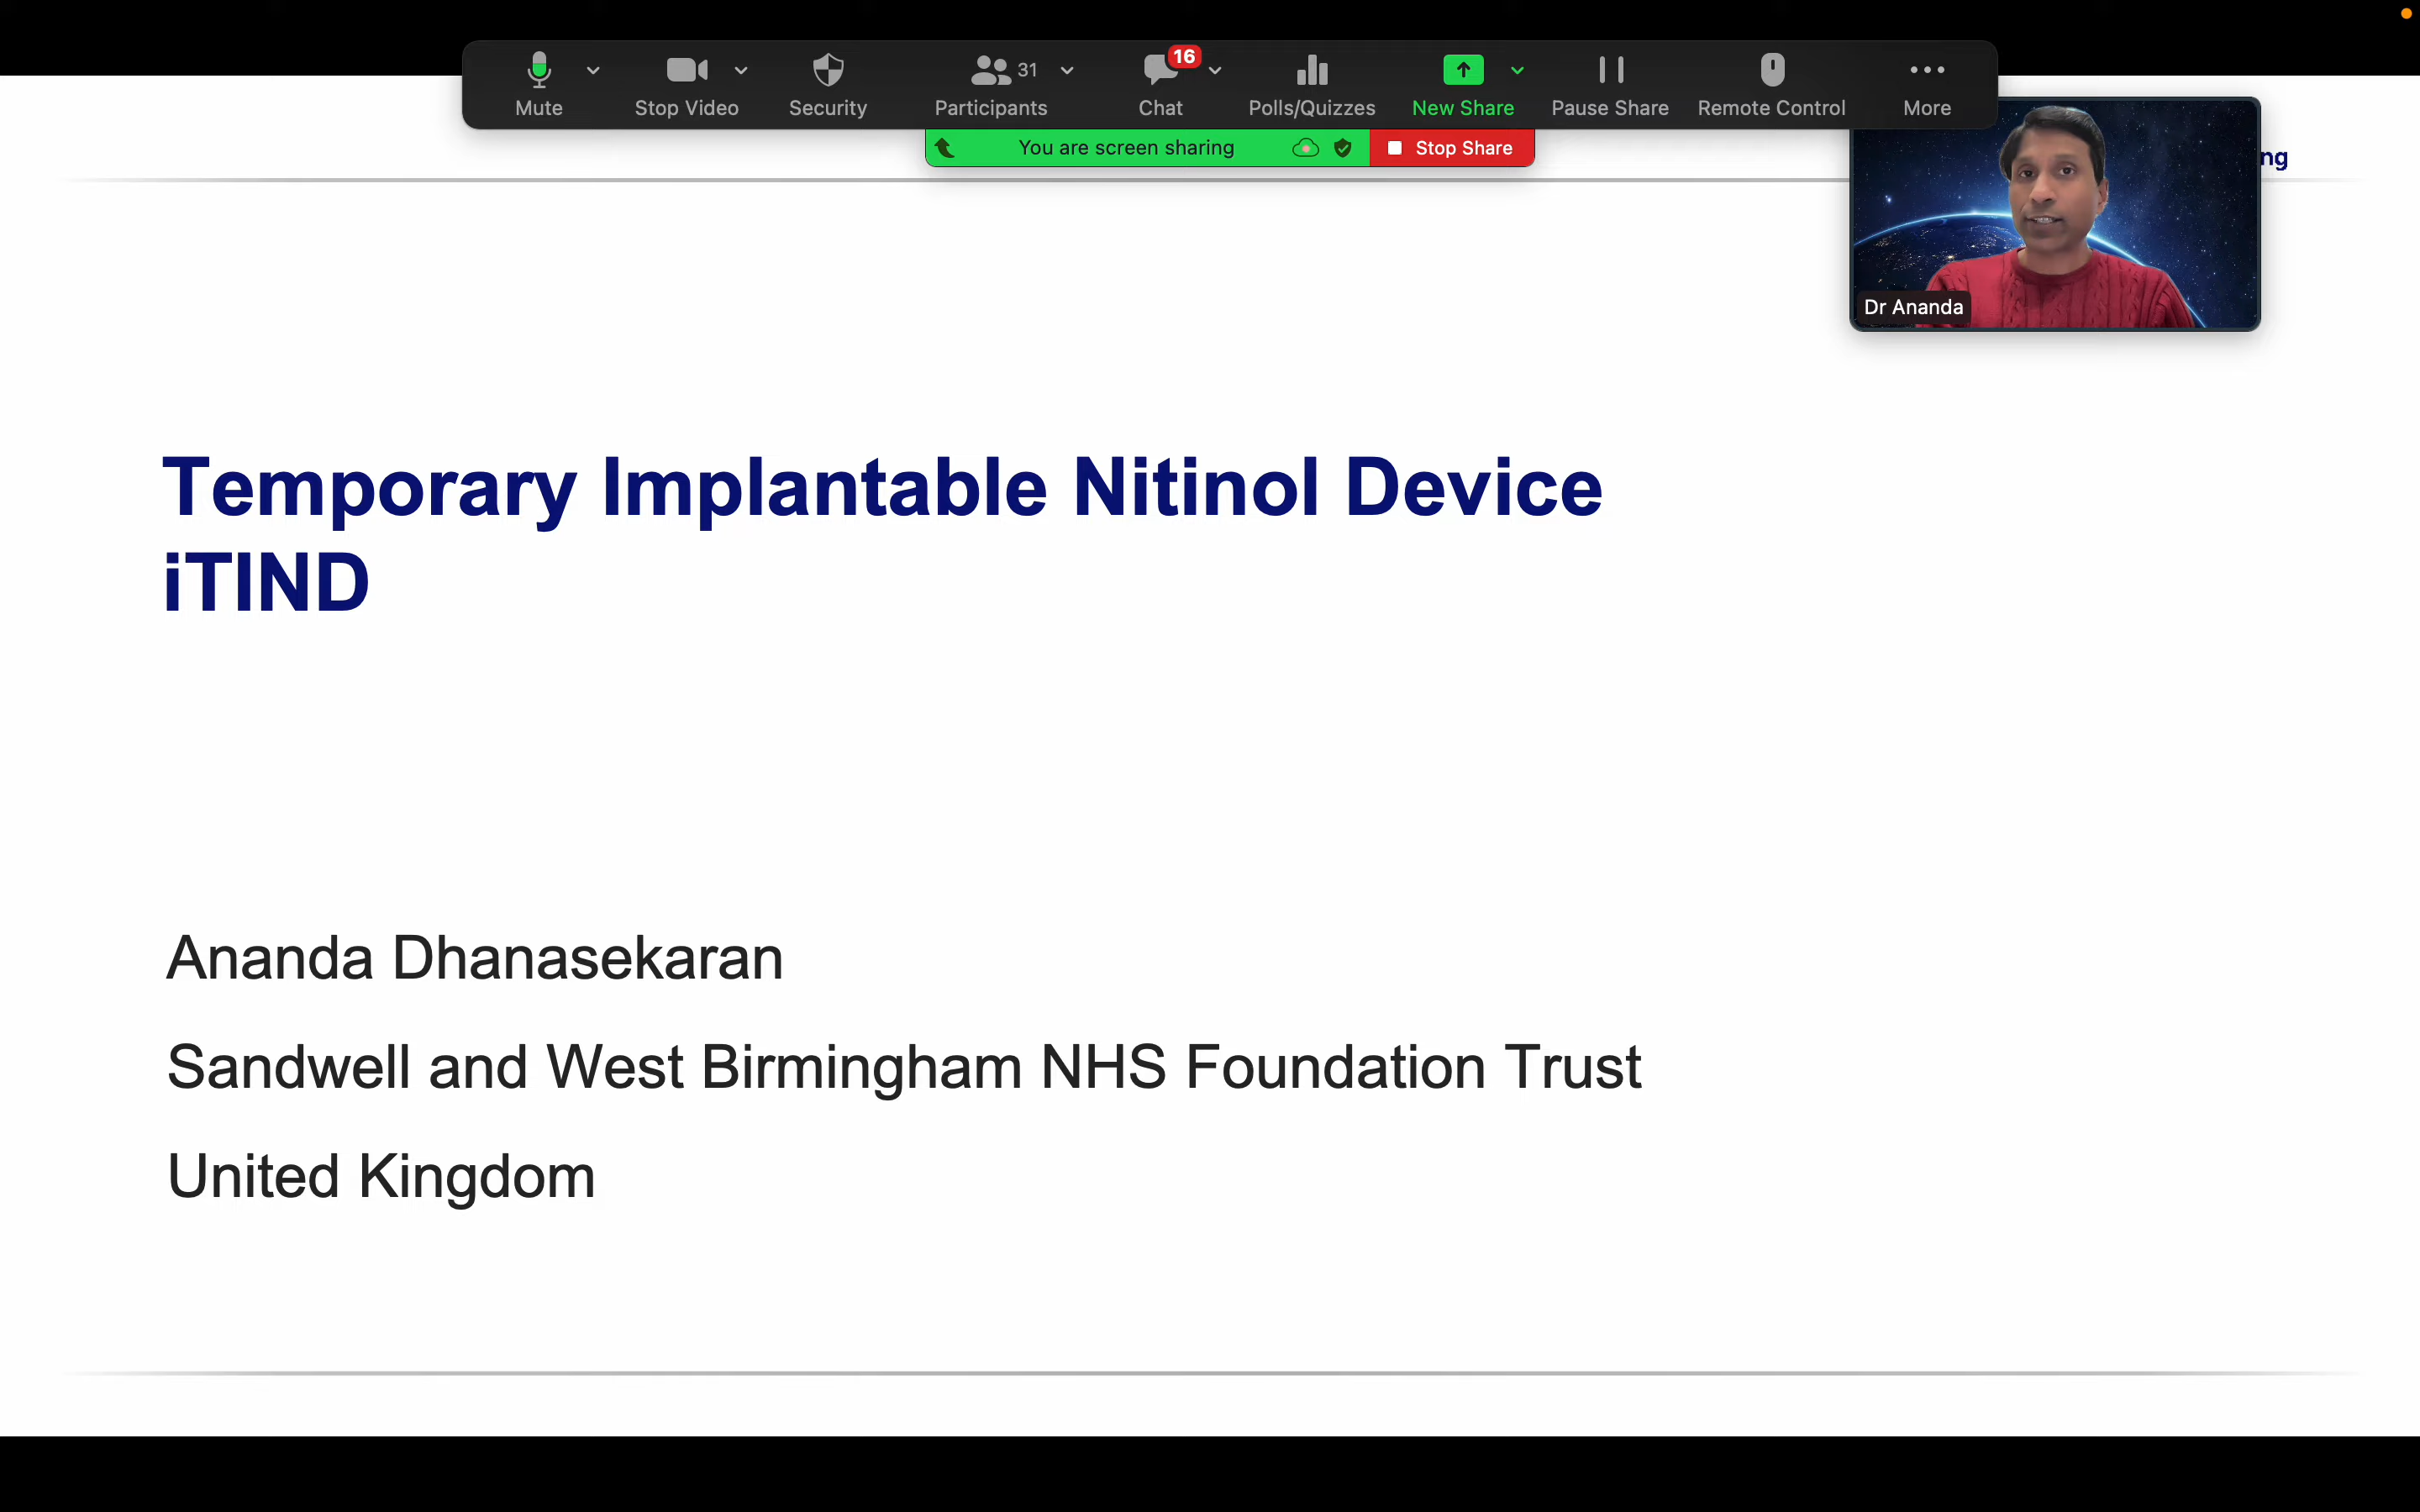 31
16
Mute
Stop Video
Security
Participants
Chat
Polls/Quizzes
New Share
Pause Share
Remote Control
More
You are screen sharing
Stop Share
Dr Ananda
Temporary Implantable Nitinol Device
iTIND
Ananda Dhanasekaran
Sandwell and West Birmingham NHS Foundation Trust
United Kingdom